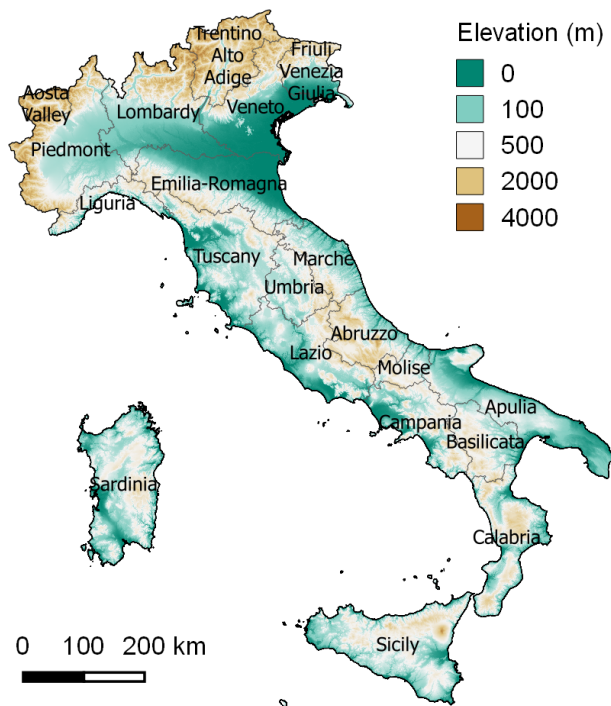 Trentino
Alto
Adige
Friuli
Venezia
Giulia
Aosta
Valley
Lombardy
Veneto
Piedmont
Emilia-Romagna
Liguria
Tuscany
Marche
Umbria
Abruzzo
Lazio
Molise
Apulia
Campania
Basilicata
Sardinia
Calabria
Sicily
Elevation (m)
0
100
500
2000
4000
0 100 200 km